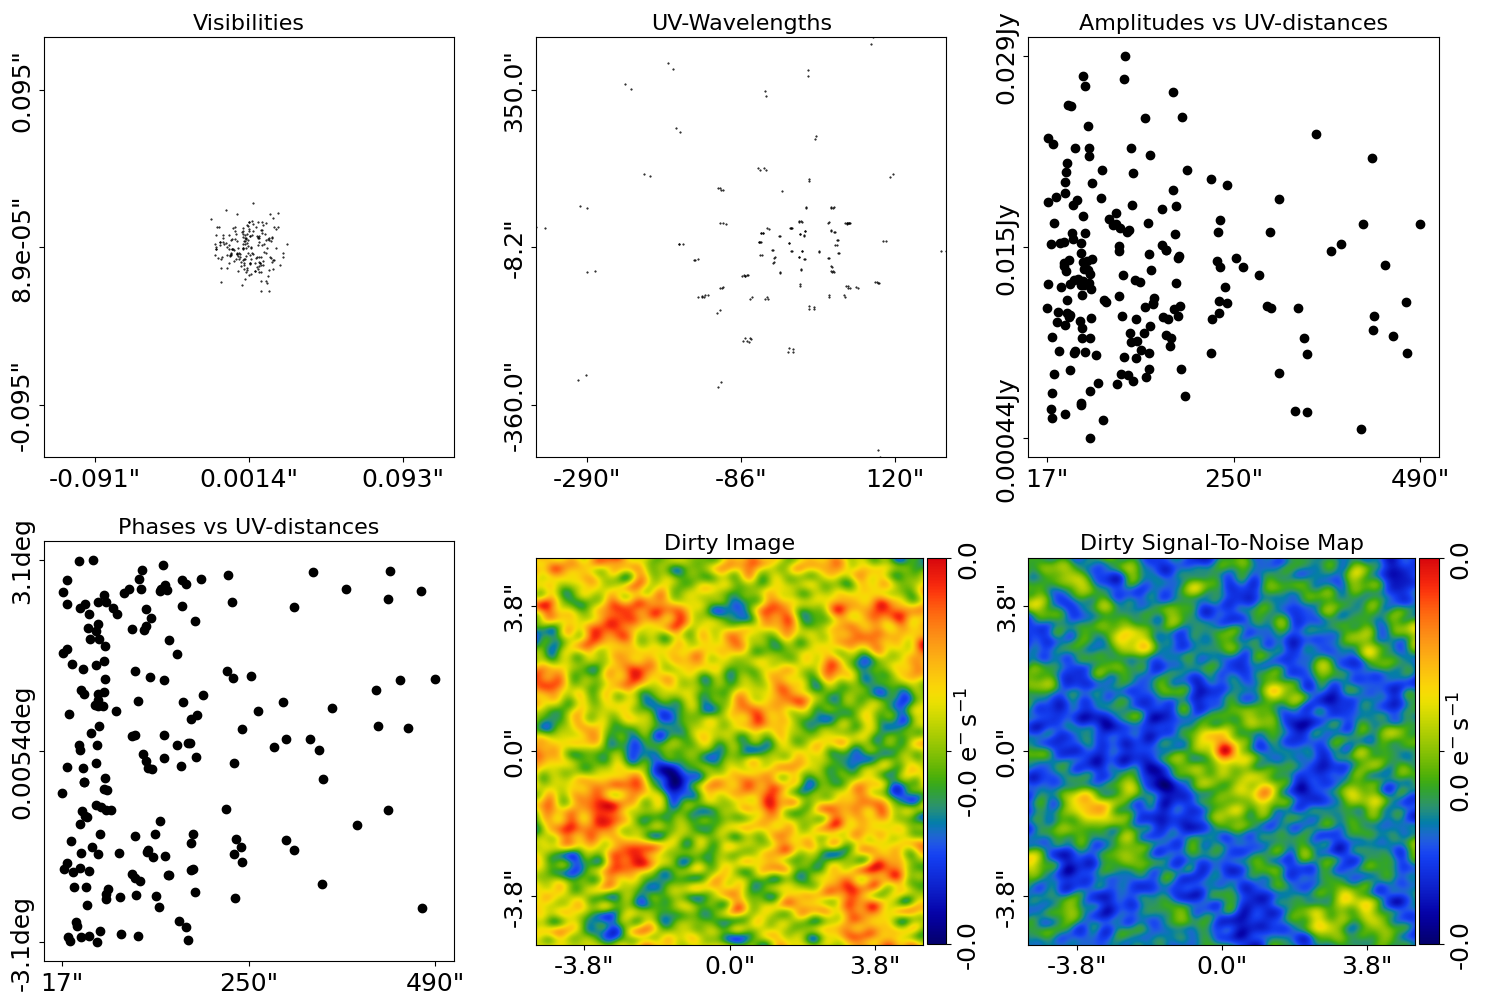 Visibilities
0.095"
8.9e-05"
-0.095"
-0.091"
0.0014"
0.093"
UV-Wavelengths
350.0"
-8.2"
-360.0"
-290"
-86"
120"
Amplitudes vs UV-distances
0.029Jy
0.015Jy
0.00044Jy
17"
250"
490"
Phases vs UV-distances
3.1deg
0.0054deg
-3.1deg
17"
250"
490"
Dirty Image
3.8"
0.0"
-3.8"
-3.8"
0.0"
3.8"
0.0
-0.0 e⁻ s⁻¹
-0.0
Dirty Signal-To-Noise Map
3.8"
0.0"
-3.8"
-3.8"
0.0"
3.8"
0.0
0.0 e⁻ s⁻¹
-0.0